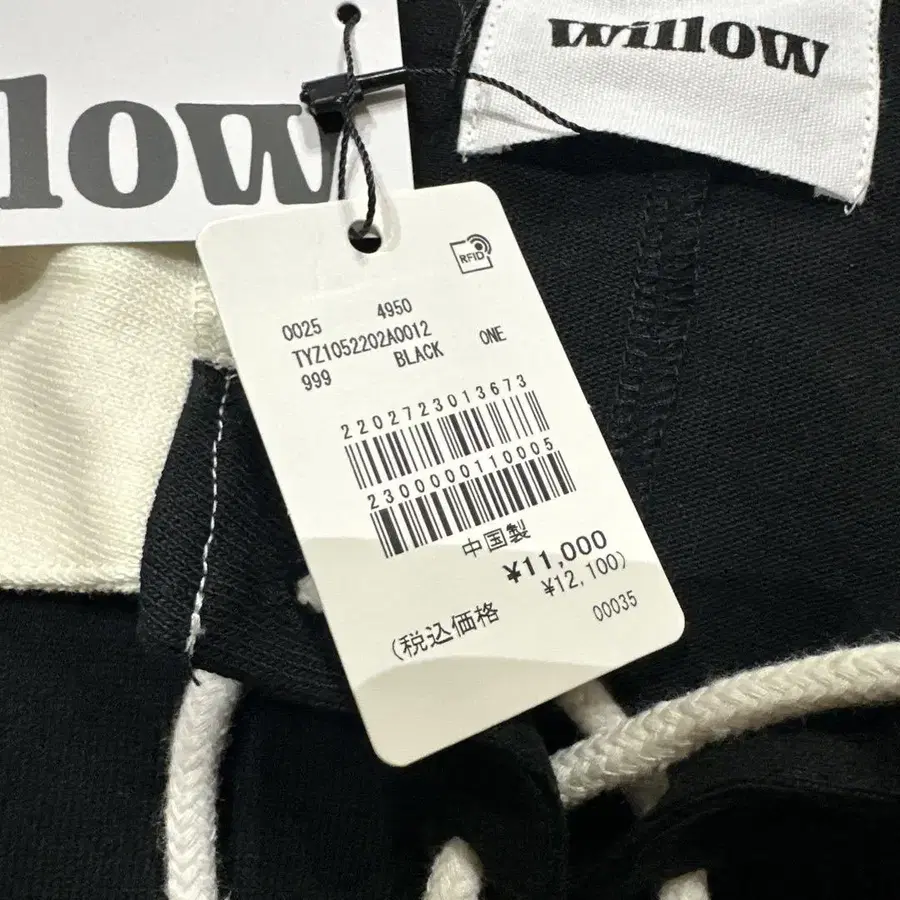 low
willow
RFID
0025 4950
TYZ1052202A0012
999 BLACK ONE
2202723013673
2300000110005
中国製
¥11,000
(税込価格 ¥12,100)
00035